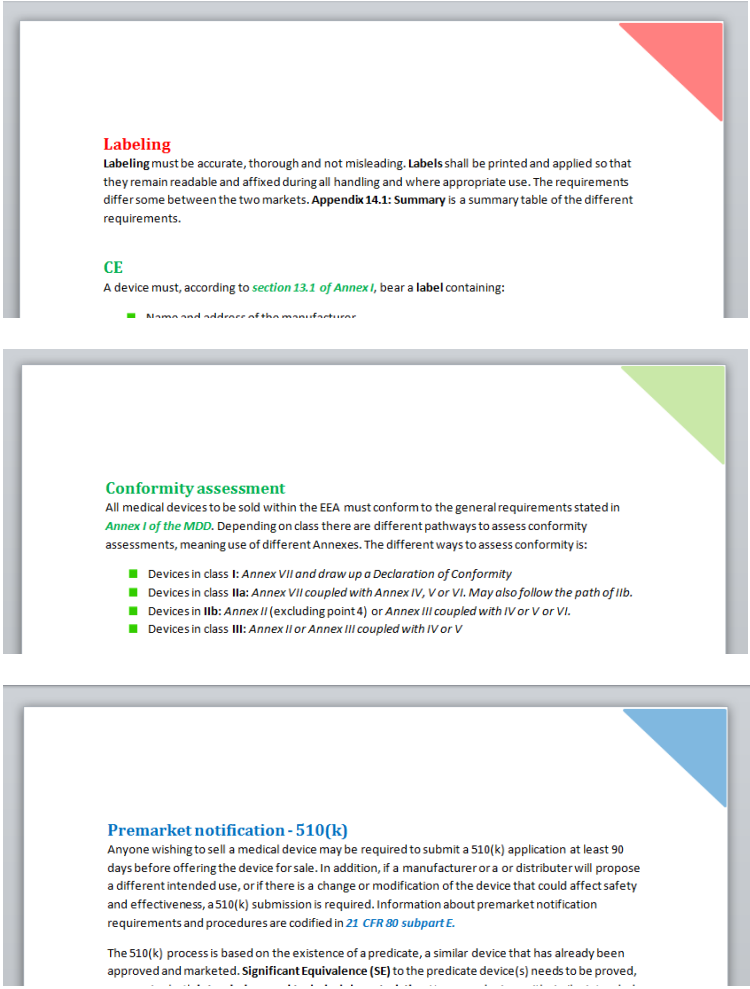 Labeling
Labeling must be accurate, thorough and not misleading. Labels shall be printed and applied so that
they remain readable and affixed during all handling and where appropriate use. The requirements
differ some between the two markets. Appendix 14.1: Summary is a summary table of the different
requirements.
CE
A device must, according to section 13.1 of Annex I, bear a label containing:
Name and address of the manufacturer
Conformity assessment
All medical devices to be sold within the EEA must conform to the general requirements stated in
Annex I of the MDD. Depending on class there are different pathways to assess conformity
assessments, meaning use of different Annexes. The different ways to assess conformity is:
Devices in class I: Annex VII and draw up a Declaration of Conformity
Devices in class IIa: Annex VII coupled with Annex IV, V or VI. May also follow the path of IIb.
Devices in IIb: Annex II (excluding point 4) or Annex III coupled with IV or V or VI.
Devices in class III: Annex II or Annex III coupled with IV or V
Premarket notification - 510(k)
Anyone wishing to sell a medical device may be required to submit a 510(k) application at least 90
days before offering the device for sale. In addition, if a manufacturer or a or distributer will propose
a different intended use, or if there is a change or modification of the device that could affect safety
and effectiveness, a 510(k) submission is required. Information about premarket notification
requirements and procedures are codified in 21 CFR 80 subpart E.
The 510(k) process is based on the existence of a predicate, a similar device that has already been
approved and marketed. Significant Equivalence (SE) to the predicate device(s) needs to be proved,